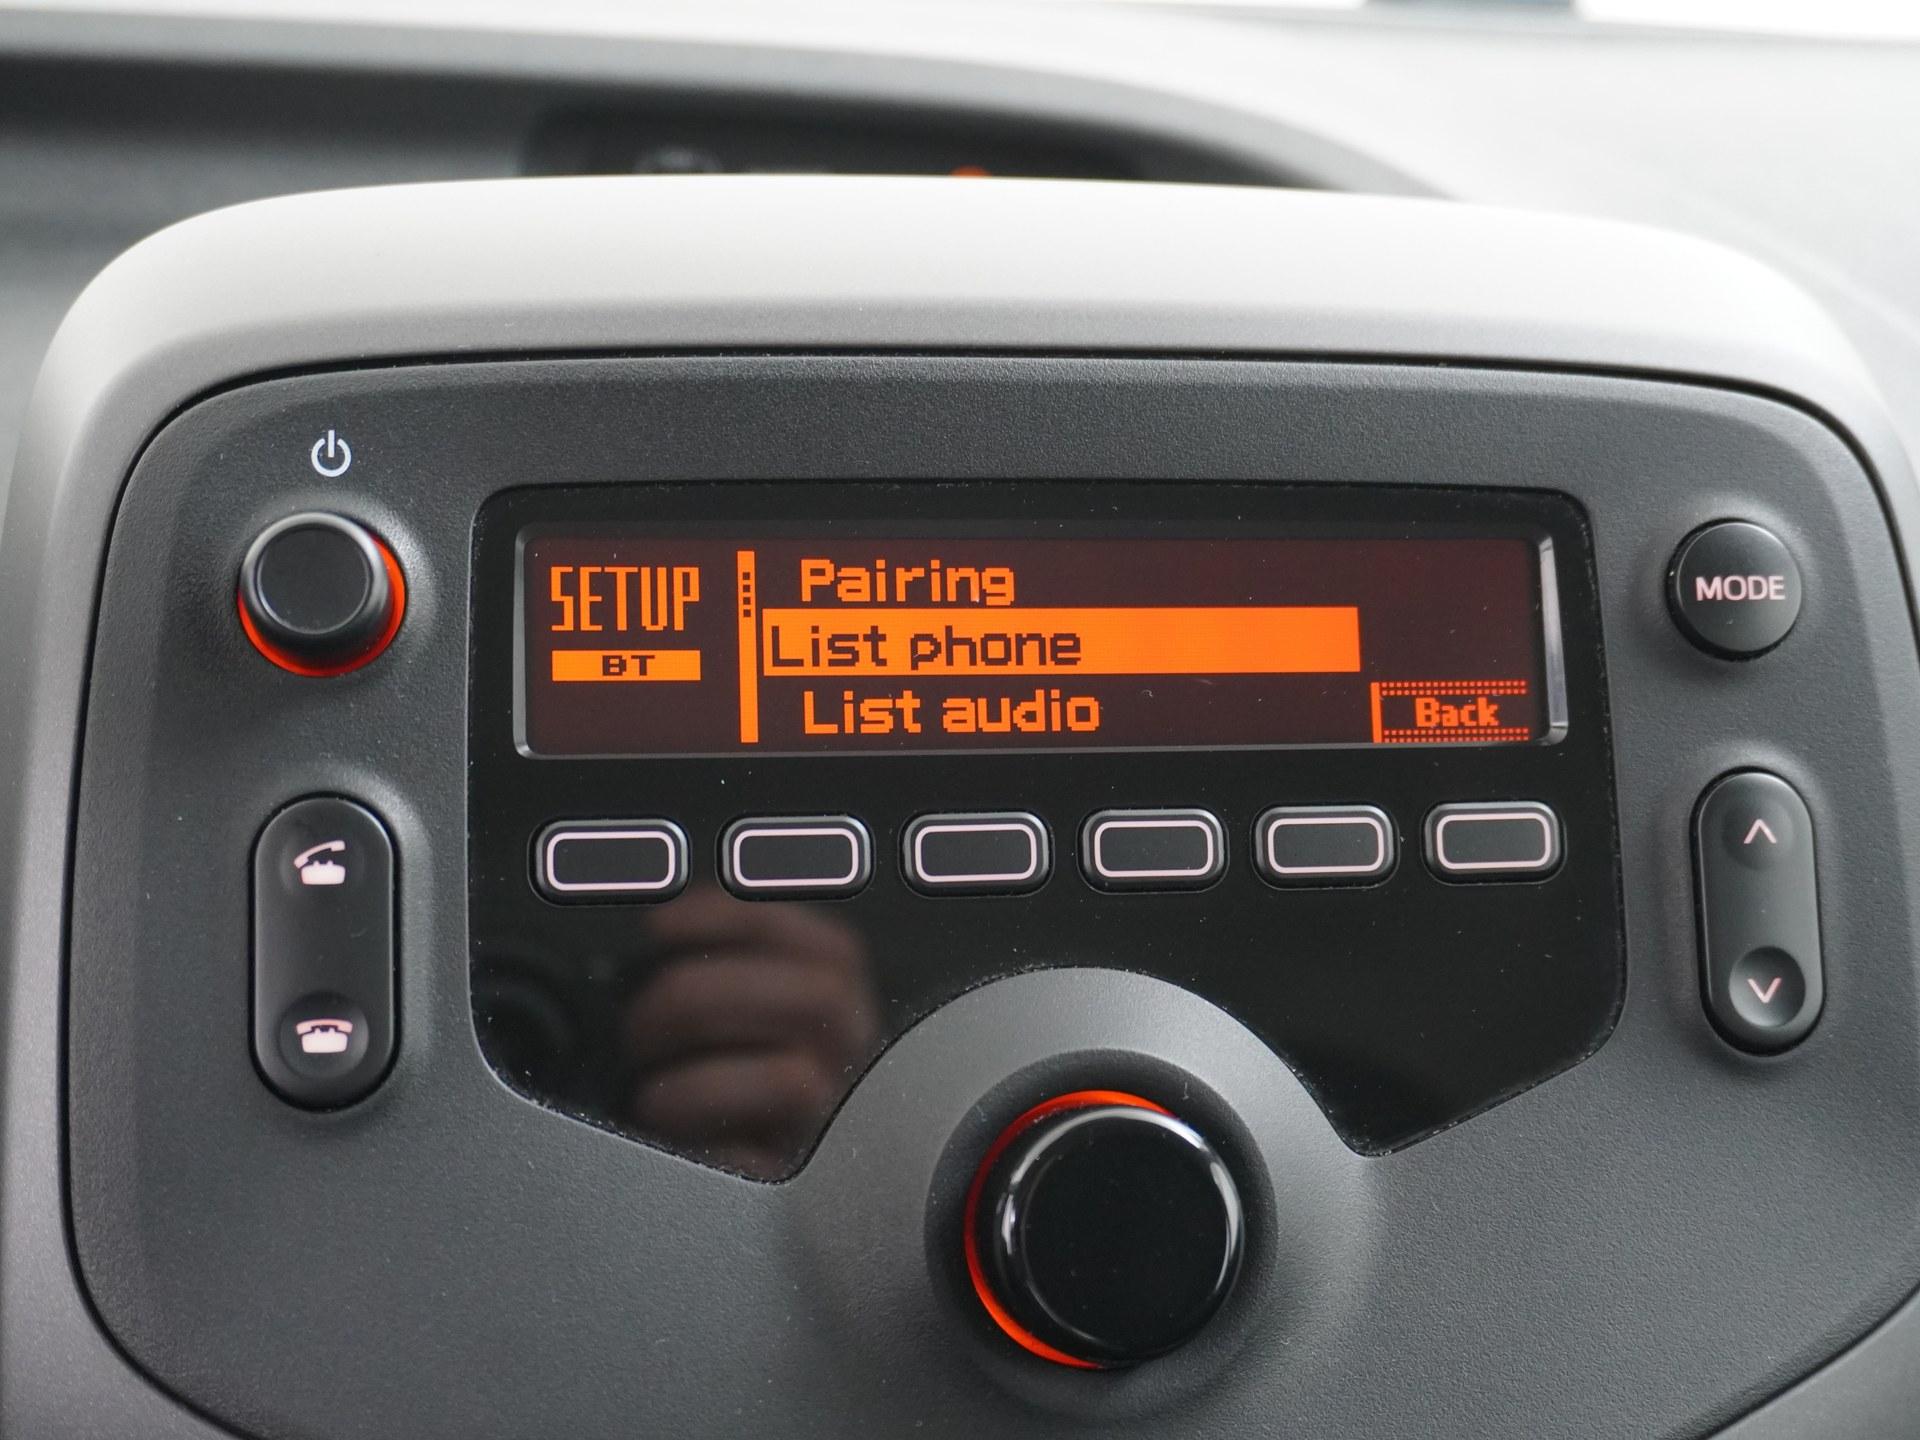 SETUP
BT
Pairing
List phone
List audio
Back
MODE